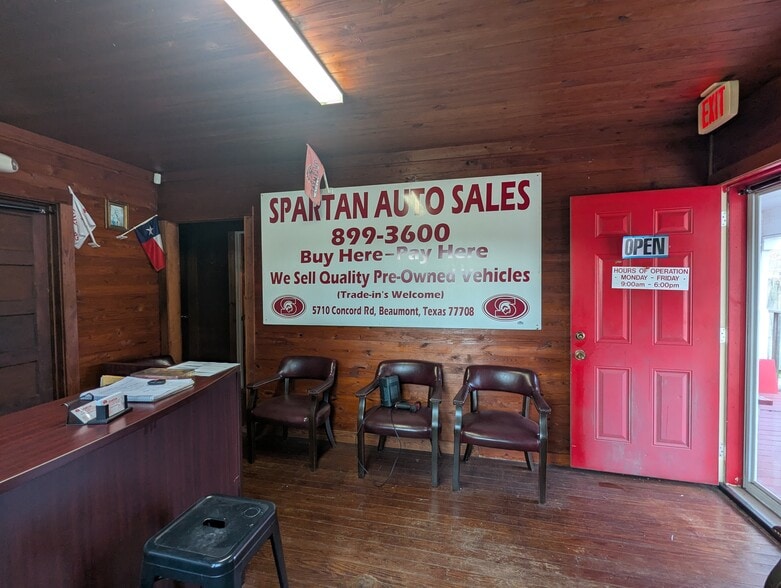 SPARTAN AUTO SALES
899-3600
Buy Here-Pay Here
We Sell Quality Pre-Owned Vehicles
(Trade-in's Welcome)
5710 Concord Rd, Beaumont, Texas 77708
EXIT
OPEN
HOURS OF OPERATION
- MONDAY - FRIDAY -
9:00am - 6:00pm